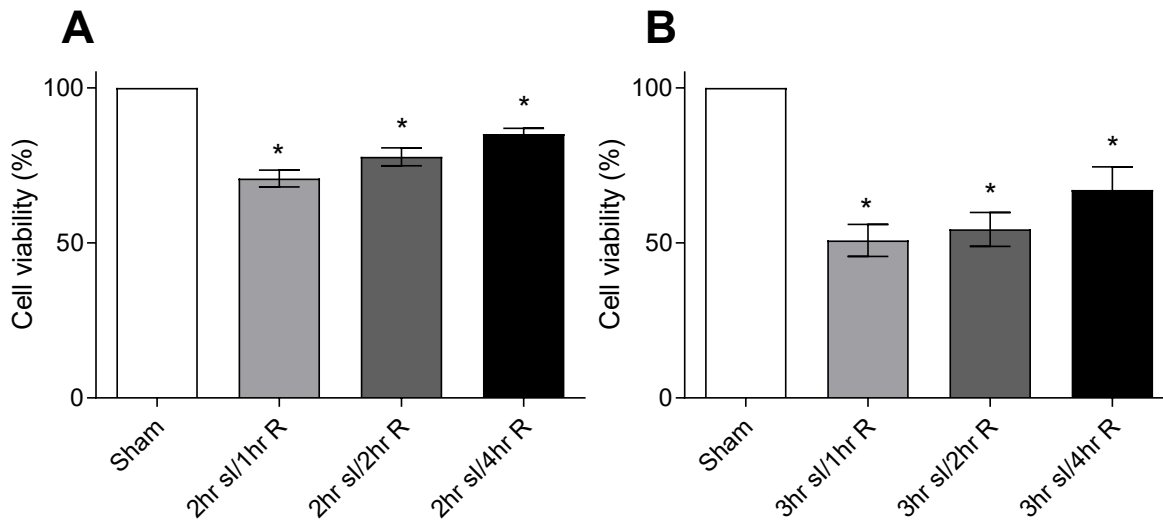 A
Cell viability (%)
100
50
0
*
*
*
Sham
2hr sI/1hr R
2hr sI/2hr R
2hr sI/4hr R
B
Cell viability (%)
100
50
0
*
*
*
Sham
3hr sI/1hr R
3hr sI/2hr R
3hr sI/4hr R